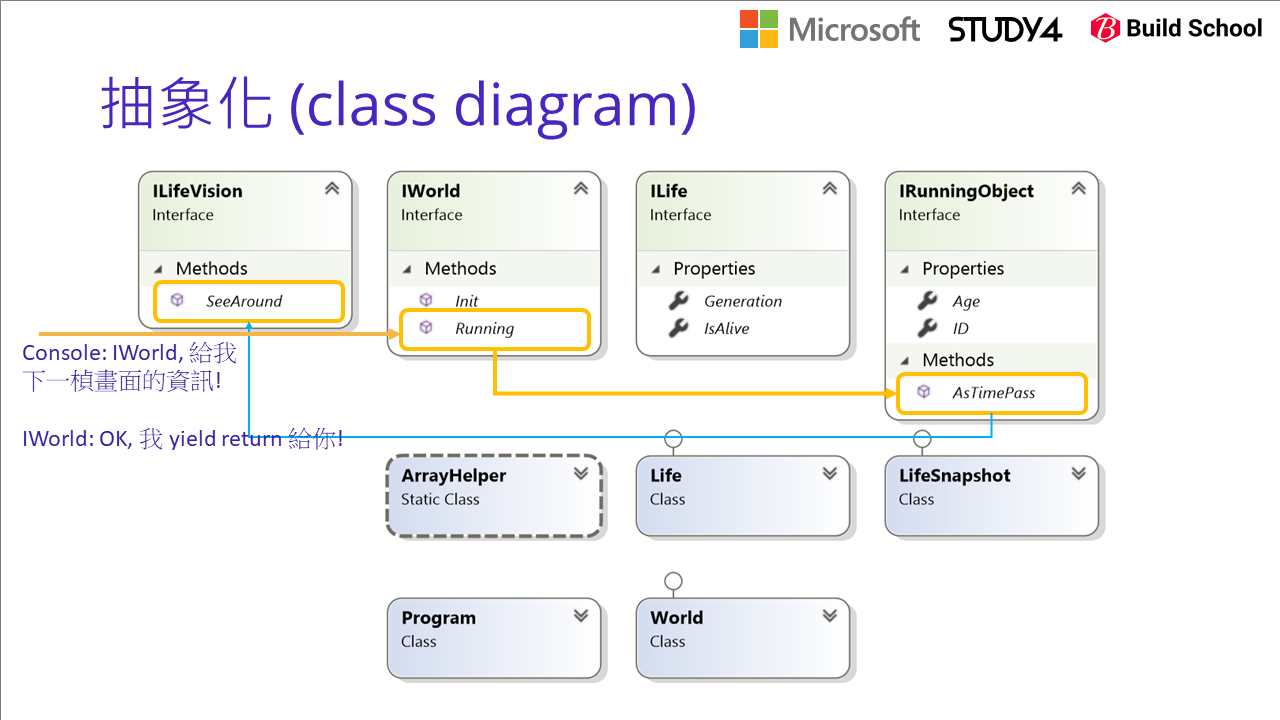 Microsoft STUDY4 Build School
抽象化 (class diagram)
ILifeVision
Interface
Methods
SeeAround
IWorld
Interface
Methods
Init
Running
ILife
Interface
Properties
Generation
IsAlive
IRunningObject
Interface
Properties
Age
ID
Methods
AsTimePass
Console: IWorld, 給我
下一楨畫面的資訊!
IWorld: OK, 我 yield return 給你!
ArrayHelper
Static Class
Life
Class
LifeSnapshot
Class
Program
Class
World
Class